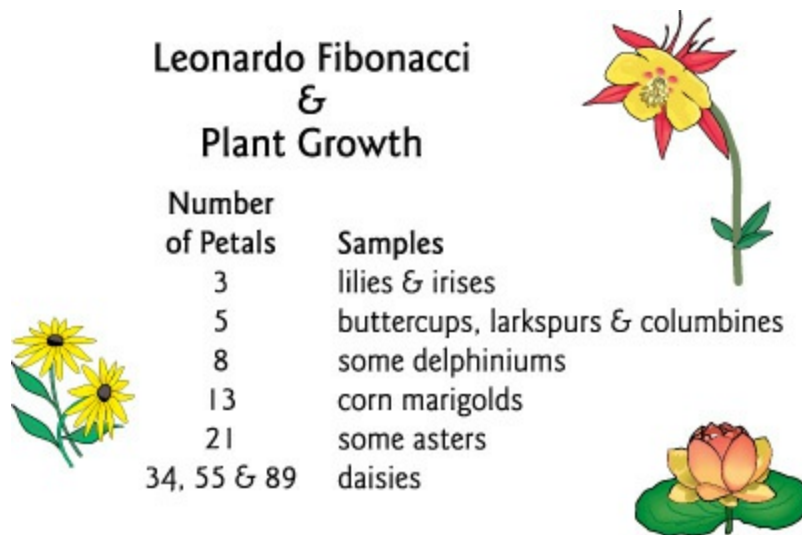 Leonardo Fibonacci
&
Plant Growth
Number
of Petals Samples
3 lilies & irises
5 buttercups, larkspurs & columbines
8 some delphiniums
13 corn marigolds
21 some asters
34, 55 & 89 daisies